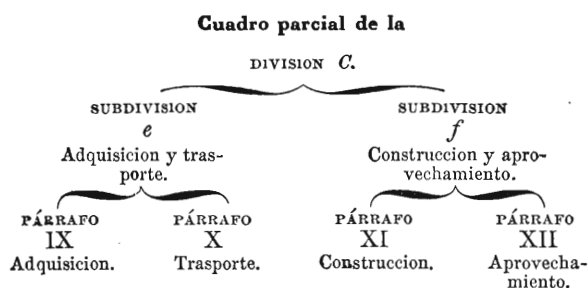 Cuadro parcial de la
DIVISION C.
SUBDIVISION
e
Adquisicion y tras-
porte.
SUBDIVISION
f
Construccion y apro-
vechamiento.
PÁRRAFO
IX
Adquisicion.
PÁRRAFO
X
Trasporte.
PÁRRAFO
XI
Construccion.
PÁRRAFO
XII
Aprovecha-
miento.